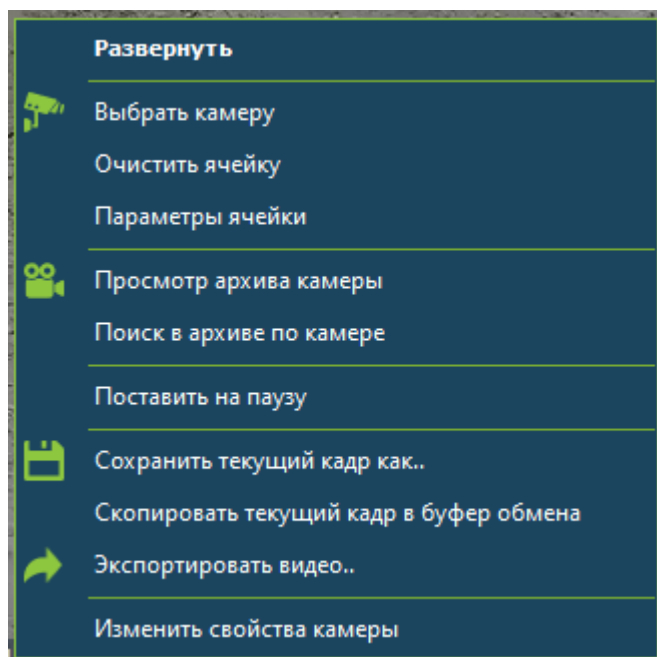 Развернуть
Выбрать камеру
Очистить ячейку
Параметры ячейки
Просмотр архива камеры
Поиск в архиве по камере
Поставить на паузу
Сохранить текущий кадр как..
Скопировать текущий кадр в буфер обмена
Экспортировать видео..
Изменить свойства камеры